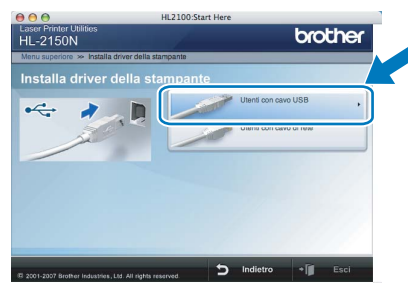 HL2100:Start Here
Laser Printer Utilities
HL-2150N
brother
Menu superiore >> Installa driver della stampante
Installa driver della stampante
Utenti con cavo USB
Utenti con cavo di rete
© 2001-2007 Brother Industries, Ltd. All rights reserved.
Indietro
Esci